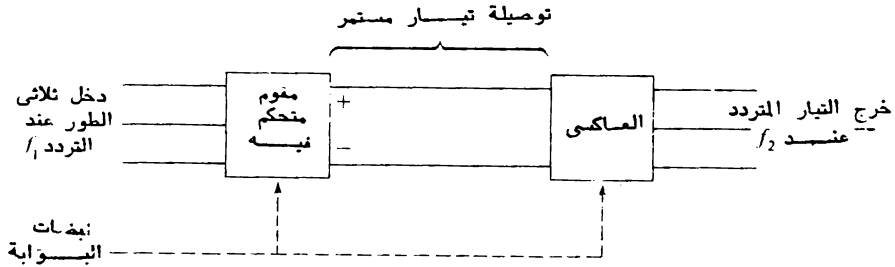 توصيلة تيار مستمر
دخل ثلاثى
الطور عند
التردد f₁
مقوم
متحكم
فيه
+
−
العاكس
خرج التيار المتردد
عند f₂
نبضات
البوابة